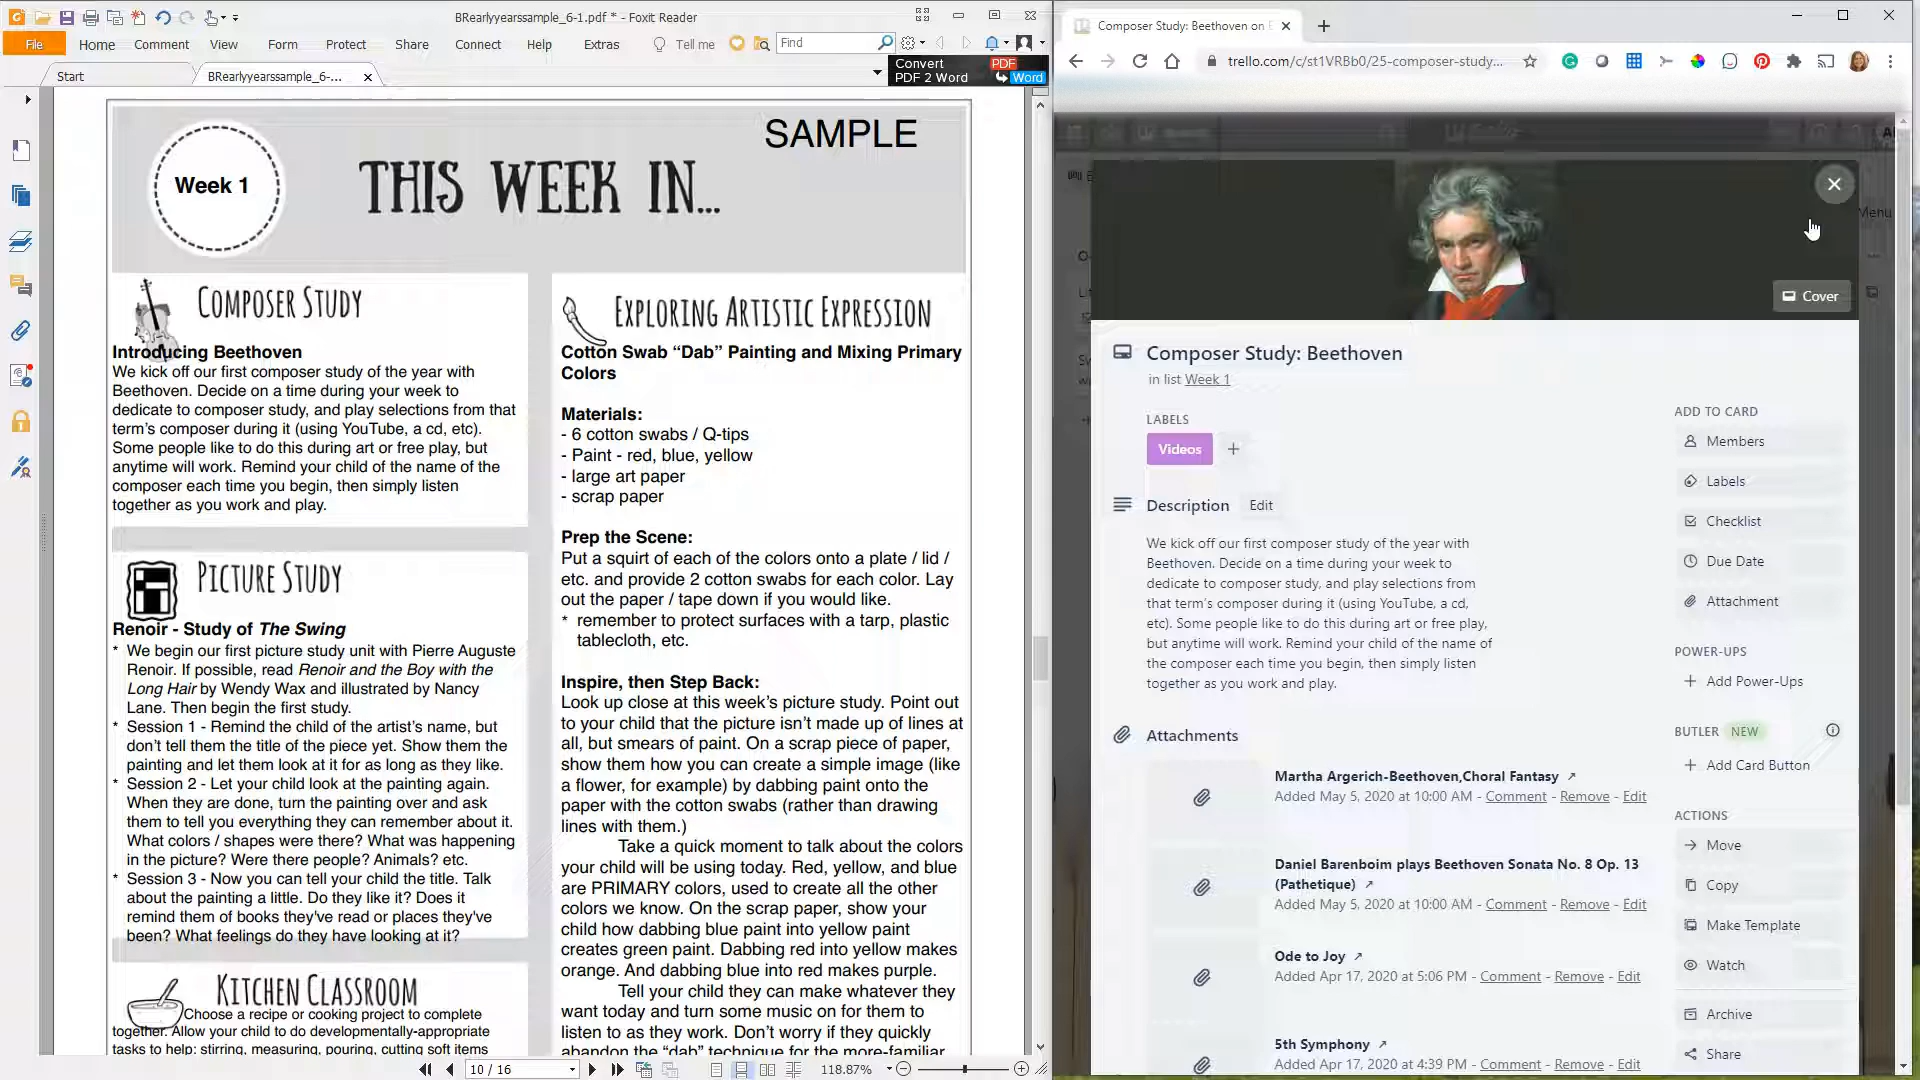 BRearlyyearssample_6-1.pdf * - Foxit Reader
File Home Comment View Form Protect Share Connect Help Extras Tell me Find
Start
BRearlyyearssample_6-...
Convert PDF
PDF 2 Word Word
SAMPLE
Week 1
THIS WEEK IN...
COMPOSER STUDY
Introducing Beethoven
We kick off our first composer study of the year with
Beethoven. Decide on a time during your week to
dedicate to composer study, and play selections from that
term's composer during it (using YouTube, a cd, etc).
Some people like to do this during art or free play, but
anytime will work. Remind your child of the name of the
composer each time you begin, then simply listen
together as you work and play.
PICTURE STUDY
Renoir - Study of The Swing
* We begin our first picture study unit with Pierre Auguste
Renoir. If possible, read Renoir and the Boy with the
Long Hair by Wendy Wax and illustrated by Nancy
Lane. Then begin the first study.
* Session 1 - Remind the child of the artist's name, but
don't tell them the title of the piece yet. Show them the
painting and let them look at it for as long as they like.
* Session 2 - Let your child look at the painting again.
When they are done, turn the painting over and ask
them to tell you everything they can remember about it.
What colors / shapes were there? What was happening
in the picture? Were there people? Animals? etc.
* Session 3 - Now you can tell your child the title. Talk
about the painting a little. Do they like it? Does it
remind them of books they've read or places they've
been? What feelings do they have looking at it?
KITCHEN CLASSROOM
Choose a recipe or cooking project to complete
together. Allow your child to do developmentally-appropriate
tasks to help: stirring, measuring, pouring, cutting soft items
EXPLORING ARTISTIC EXPRESSION
Cotton Swab “Dab” Painting and Mixing Primary
Colors
Materials:
- 6 cotton swabs / Q-tips
- Paint - red, blue, yellow
- large art paper
- scrap paper
Prep the Scene:
Put a squirt of each of the colors onto a plate / lid /
etc. and provide 2 cotton swabs for each color. Lay
out the paper / tape down if you would like.
* remember to protect surfaces with a tarp, plastic
tablecloth, etc.
Inspire, then Step Back:
Look up close at this week's picture study. Point out
to your child that the picture isn't made up of lines at
all, but smears of paint. On a scrap piece of paper,
show them how you can create a simple image (like
a flower, for example) by dabbing paint onto the
paper with the cotton swabs (rather than drawing
lines with them.)
Take a quick moment to talk about the colors
your child will be using today. Red, yellow, and blue
are PRIMARY colors, used to create all the other
colors we know. On the scrap paper, show your
child how dabbing blue paint into yellow paint
creates green paint. Dabbing red into yellow makes
orange. And dabbing blue into red makes purple.
Tell your child they can make whatever they
want today and turn some music on for them to
listen to as they work. Don't worry if they quickly
abandon the “dab” technique for the more-familiar
10 / 16
118.87%
Composer Study: Beethoven on
trello.com/c/st1VRBb0/25-composer-study...
Menu
Cover
Composer Study: Beethoven
in list Week 1
LABELS
Videos
Description Edit
We kick off our first composer study of the year with
Beethoven. Decide on a time during your week to
dedicate to composer study, and play selections from
that term's composer during it (using YouTube, a cd,
etc). Some people like to do this during art or free play,
but anytime will work. Remind your child of the name of
the composer each time you begin, then simply listen
together as you work and play.
Attachments
Martha Argerich-Beethoven,Choral Fantasy
Added May 5, 2020 at 10:00 AM - Comment - Remove - Edit
Daniel Barenboim plays Beethoven Sonata No. 8 Op. 13
(Pathetique)
Added May 5, 2020 at 10:00 AM - Comment - Remove - Edit
Ode to Joy
Added Apr 17, 2020 at 5:06 PM - Comment - Remove - Edit
5th Symphony
Added Apr 17, 2020 at 4:39 PM - Comment - Remove - Edit
ADD TO CARD
Members
Labels
Checklist
Due Date
Attachment
POWER-UPS
Add Power-Ups
BUTLER NEW
Add Card Button
ACTIONS
Move
Copy
Make Template
Watch
Archive
Share